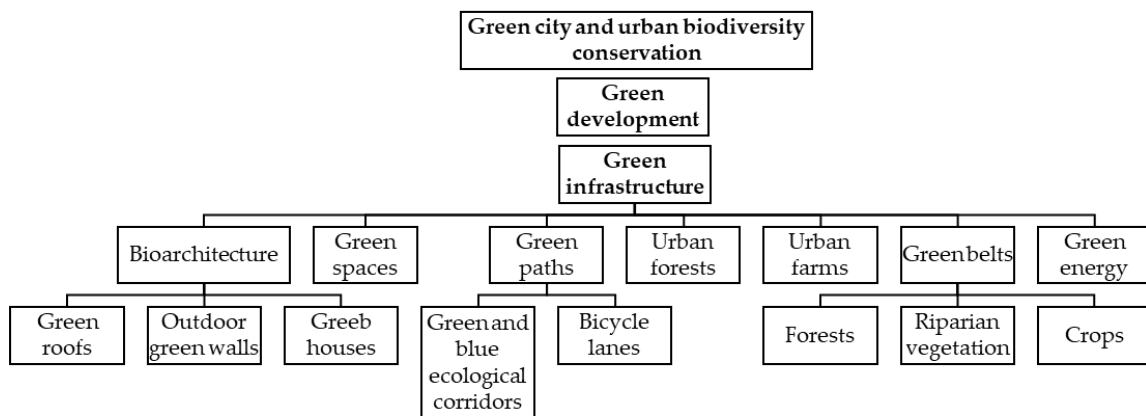 Green city and urban biodiversity
conservation
Green
development
Green
infrastructure
Bioarchitecture
Green
spaces
Green
paths
Urban
forests
Urban
farms
Green belts
Green
energy
Green
roofs
Outdoor
green walls
Greeb
houses
Green and
blue
ecological
corridors
Bicycle
lanes
Forests
Riparian
vegetation
Crops